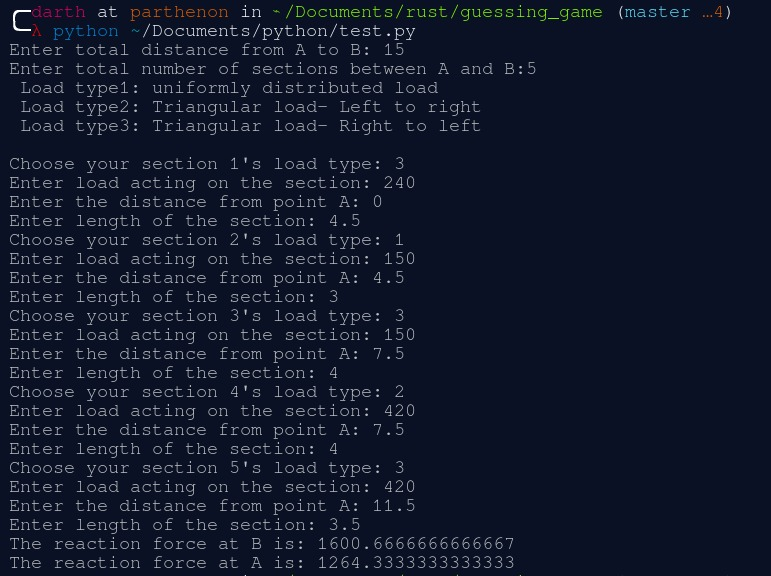 darth at parthenon in ~/Documents/rust/guessing_game (master …4)
λ python ~/Documents/python/test.py
Enter total distance from A to B: 15
Enter total number of sections between A and B:5
Load type1: uniformly distributed load
Load type2: Triangular load– Left to right
Load type3: Triangular load– Right to left
Choose your section 1's load type: 3
Enter load acting on the section: 240
Enter the distance from point A: 0
Enter length of the section: 4.5
Choose your section 2's load type: 1
Enter load acting on the section: 150
Enter the distance from point A: 4.5
Enter length of the section: 3
Choose your section 3's load type: 3
Enter load acting on the section: 150
Enter the distance from point A: 7.5
Enter length of the section: 4
Choose your section 4's load type: 2
Enter load acting on the section: 420
Enter the distance from point A: 7.5
Enter length of the section: 4
Choose your section 5's load type: 3
Enter load acting on the section: 420
Enter the distance from point A: 11.5
Enter length of the section: 3.5
The reaction force at B is: 1600.6666666666667
The reaction force at A is: 1264.3333333333333